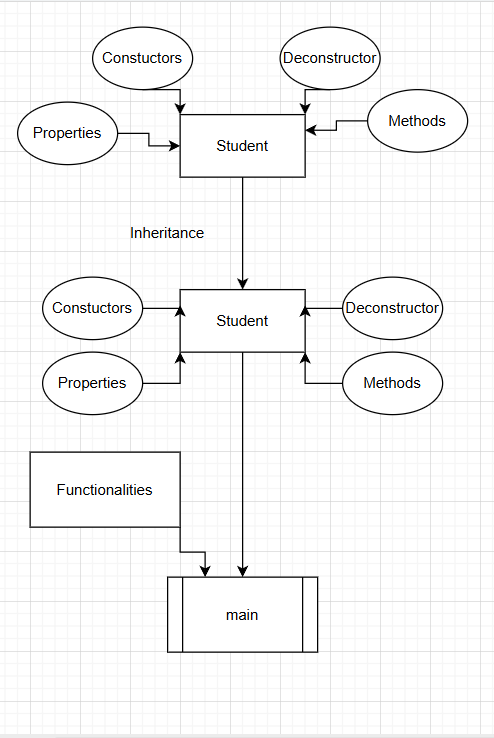 Constuctors
Deconstructor
Properties
Methods
Student
Inheritance
Constuctors
Deconstructor
Student
Properties
Methods
Functionalities
main